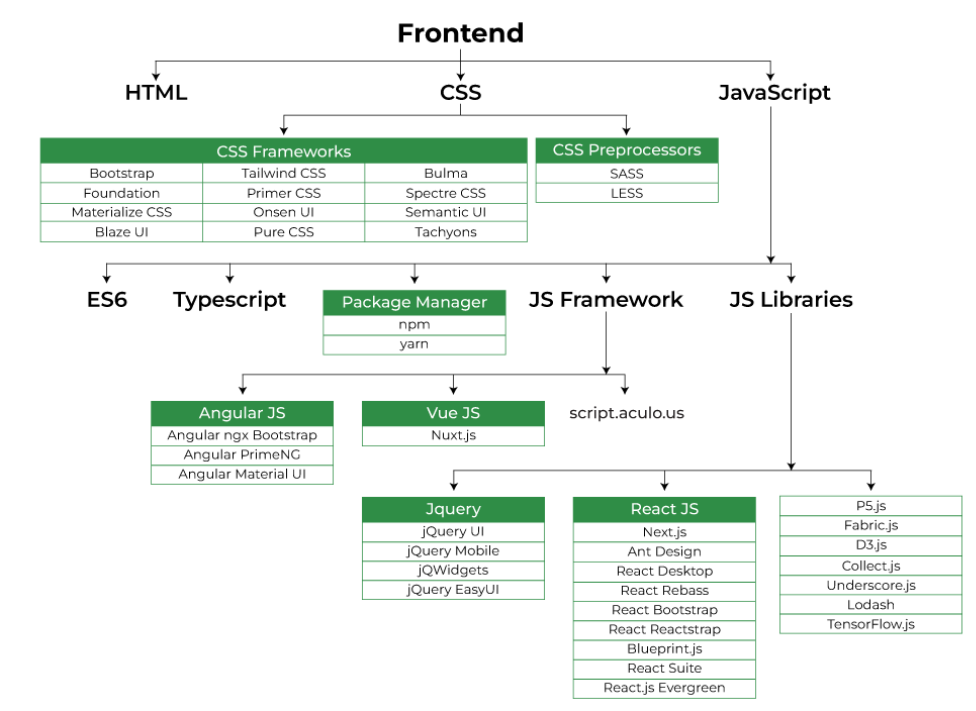 Frontend
HTML
CSS
JavaScript
CSS Frameworks
Bootstrap
Tailwind CSS
Bulma
Foundation
Primer CSS
Spectre CSS
Materialize CSS
Onsen UI
Semantic UI
Blaze UI
Pure CSS
Tachyons
CSS Preprocessors
SASS
LESS
ES6
Typescript
Package Manager
npm
yarn
JS Framework
JS Libraries
Angular JS
Angular ngx Bootstrap
Angular PrimeNG
Angular Material UI
Vue JS
Nuxt.js
script.aculo.us
Jquery
jQuery UI
jQuery Mobile
jQWidgets
jQuery EasyUI
React JS
Next.js
Ant Design
React Desktop
React Rebass
React Bootstrap
React Reactstrap
Blueprint.js
React Suite
React.js Evergreen
P5.js
Fabric.js
D3.js
Collect.js
Underscore.js
Lodash
TensorFlow.js